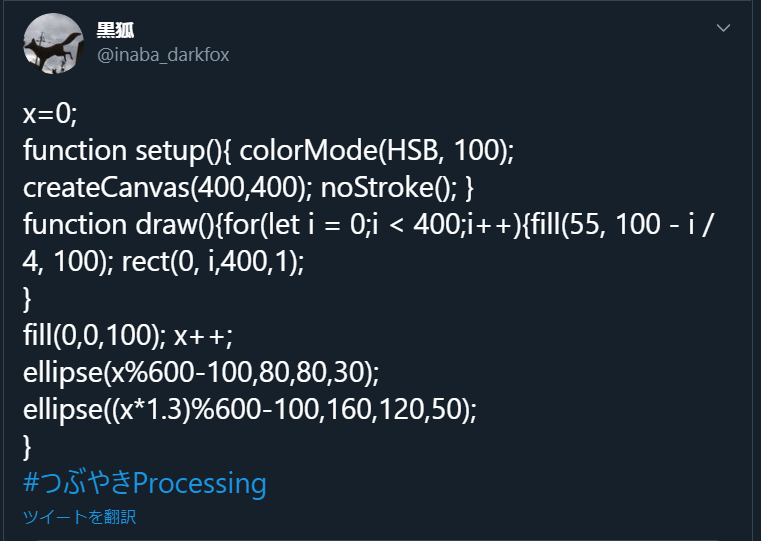 黒狐
@inaba_darkfox
x=0;
function setup(){ colorMode(HSB, 100);
createCanvas(400,400); noStroke(); }
function draw(){for(let i = 0;i < 400;i++){fill(55, 100 - i /
4, 100); rect(0, i,400,1);
}
fill(0,0,100); x++;
ellipse(x%600-100,80,80,30);
ellipse((x*1.3)%600-100,160,120,50);
}
#つぶやきProcessing
ツイートを翻訳